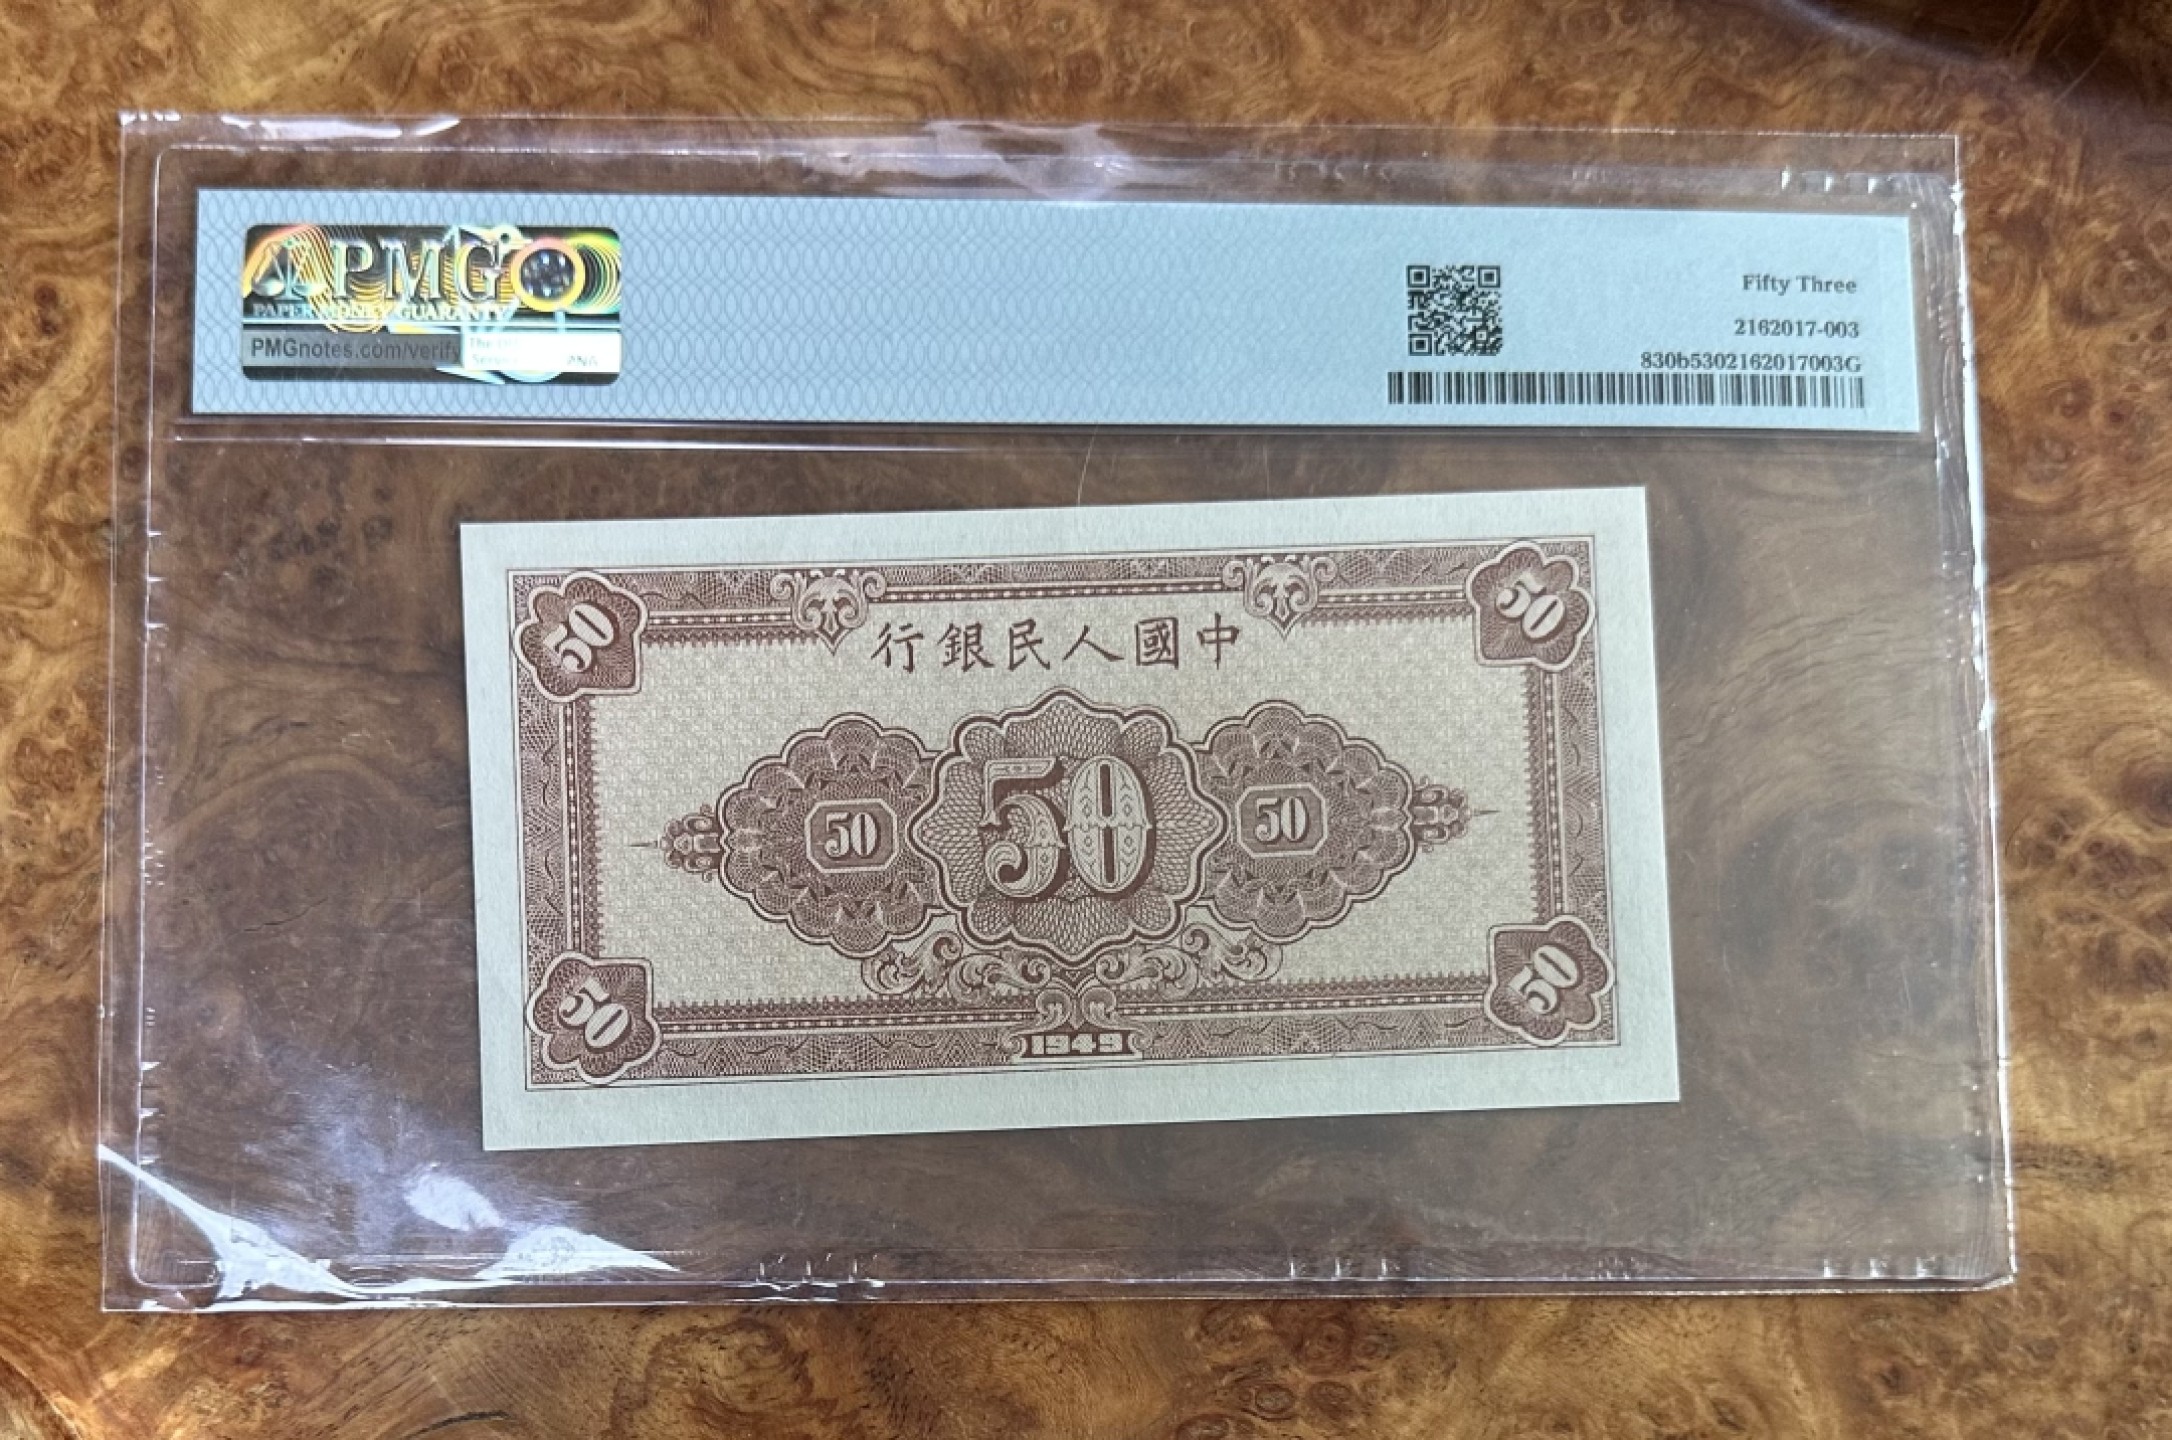 PMG
PAPER MONEY GUARANTY
PMGnotes.com/verify
Fifty Three
2162017-003
830b5302162017003G
50
50
行銀民人國中
50
50
50
50
50
1949